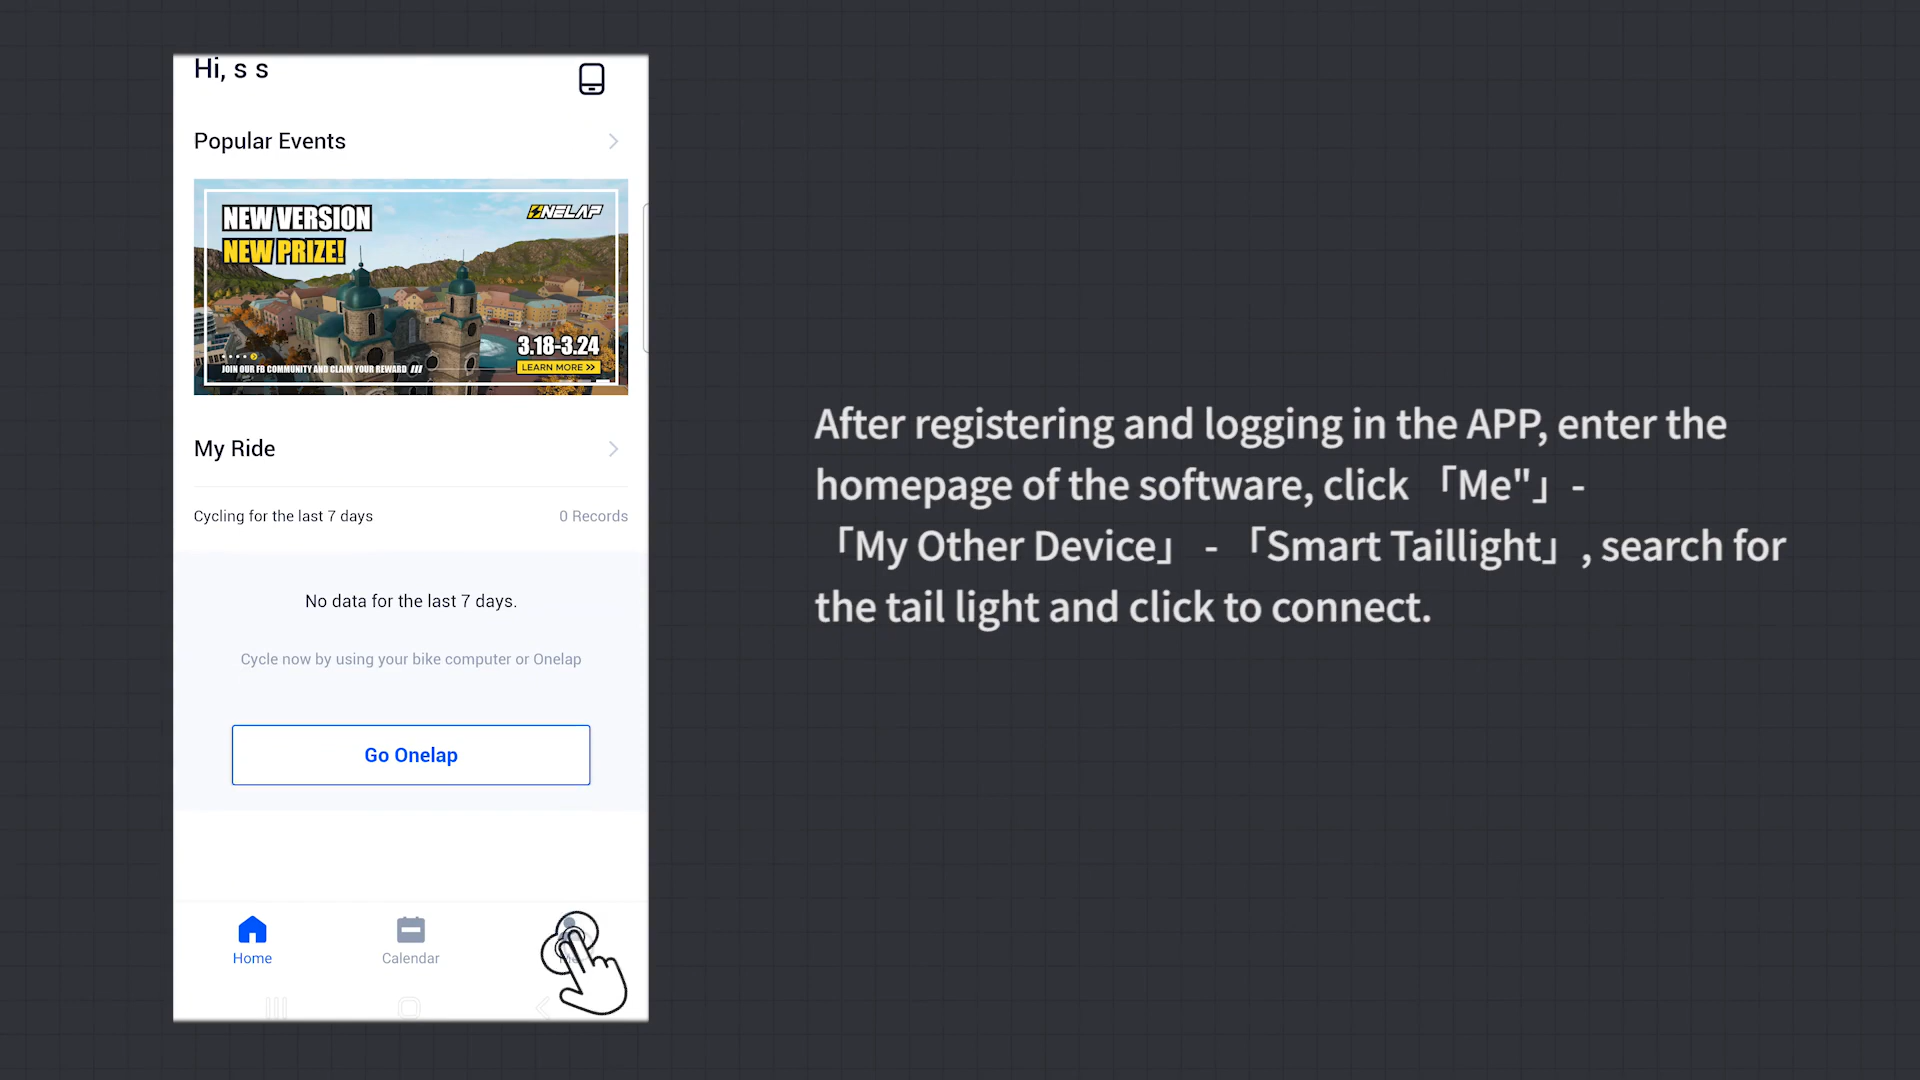 Hi, s s
Popular Events
NEW VERSION
NEW PRIZE!
ONELAP
3.18-3.24
LEARN MORE >>
JOIN OUR FB COMMUNITY AND CLAIM YOUR REWARD ///
My Ride
Cycling for the last 7 days
0 Records
No data for the last 7 days.
Cycle now by using your bike computer or Onelap
Go Onelap
Home
Calendar
After registering and logging in the APP, enter the
homepage of the software, click 「Me"」 -
「My Other Device」 - 「Smart Taillight」, search for
the tail light and click to connect.